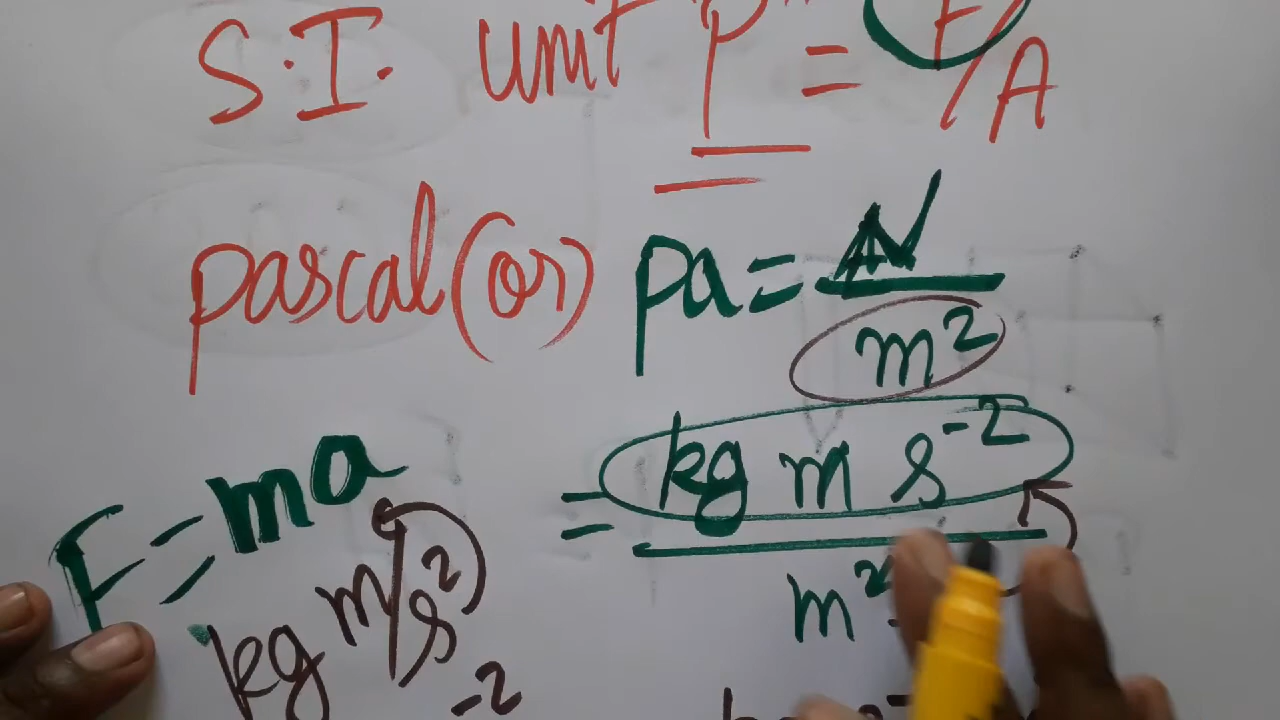 S.I. unit "P" = F/A
pascal (or) pa = N/m²
= kg m s⁻²/m²
F = ma
kg m/s²
-2